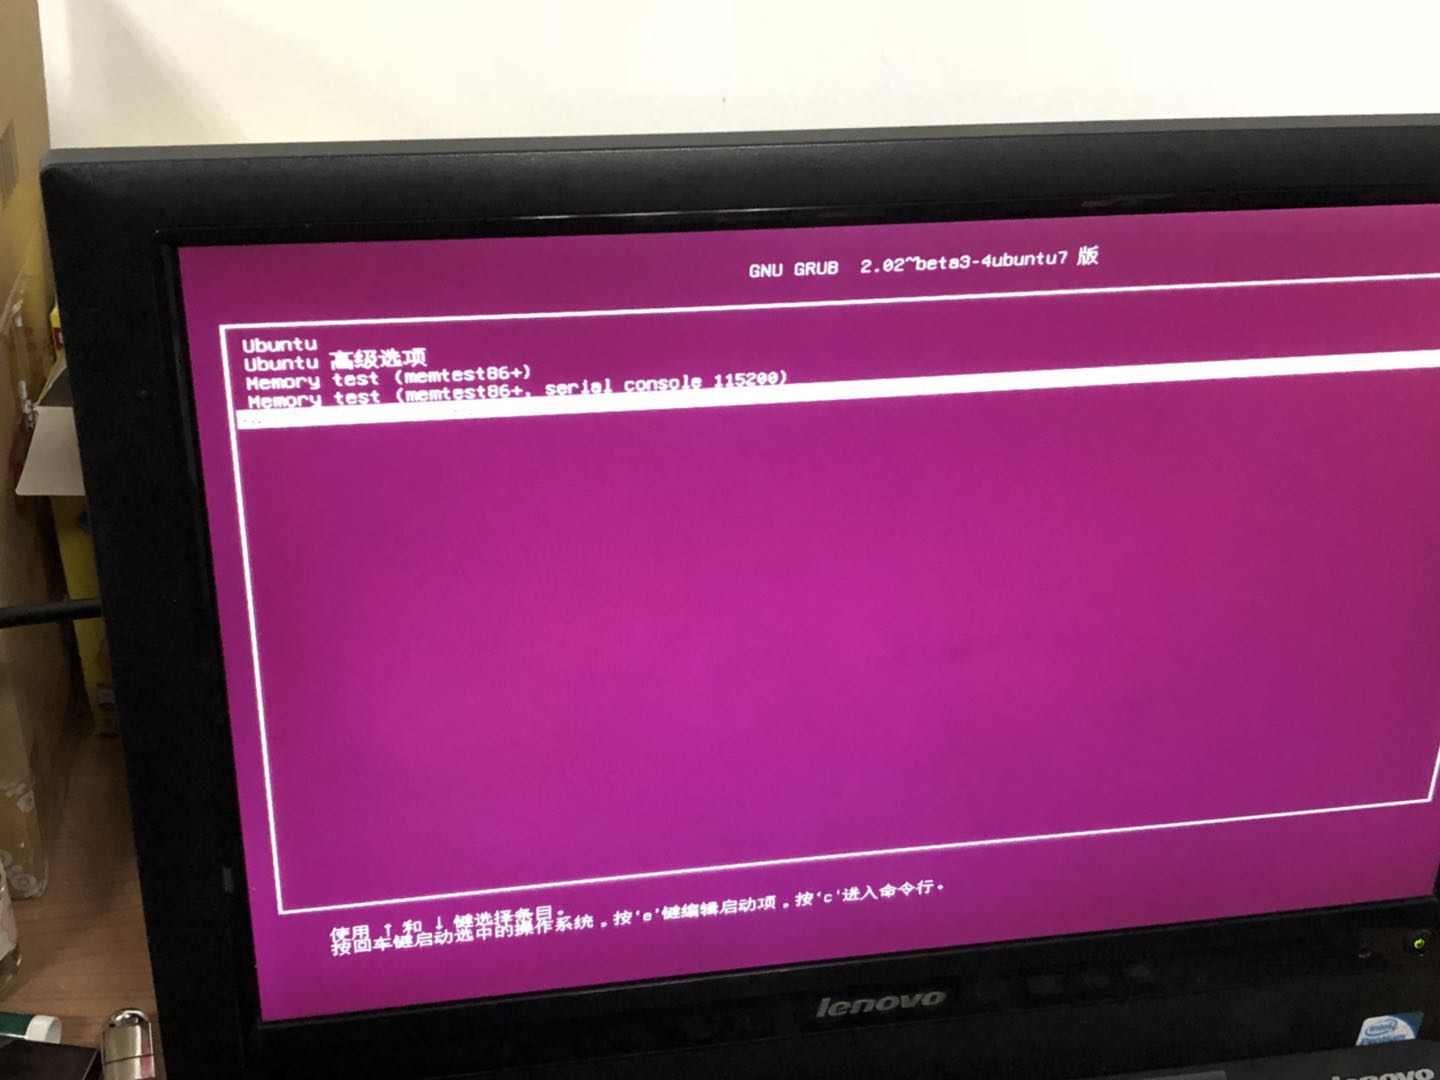 GNU GRUB 2.02~beta3-4ubuntu7 版
Ubuntu
Ubuntu 高级选项
Memory test (memtest86+)
Memory test (memtest86+, serial console 115200)
使用 ↑ 和 ↓ 键选择条目。
按回车键启动选中的操作系统，按‘e’键编辑启动项，按‘c’进入命令行。
lenovo
intel
lenovo